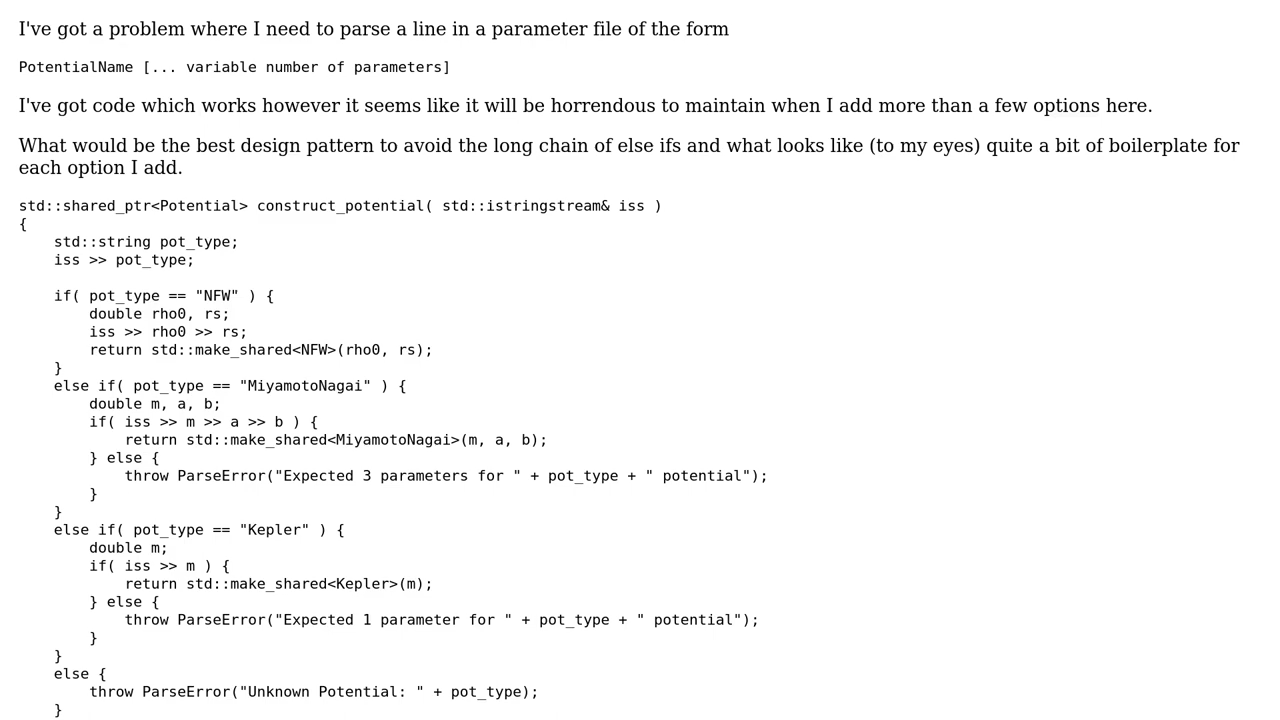 I've got a problem where I need to parse a line in a parameter file of the form
PotentialName [... variable number of parameters]
I've got code which works however it seems like it will be horrendous to maintain when I add more than a few options here.
What would be the best design pattern to avoid the long chain of else ifs and what looks like (to my eyes) quite a bit of boilerplate for
each option I add.
std::shared_ptr<Potential> construct_potential( std::istringstream& iss )
{
    std::string pot_type;
    iss >> pot_type;

    if( pot_type == "NFW" ) {
        double rho0, rs;
        iss >> rho0 >> rs;
        return std::make_shared<NFW>(rho0, rs);
    }
    else if( pot_type == "MiyamotoNagai" ) {
        double m, a, b;
        if( iss >> m >> a >> b ) {
            return std::make_shared<MiyamotoNagai>(m, a, b);
        } else {
            throw ParseError("Expected 3 parameters for " + pot_type + " potential");
        }
    }
    else if( pot_type == "Kepler" ) {
        double m;
        if( iss >> m ) {
            return std::make_shared<Kepler>(m);
        } else {
            throw ParseError("Expected 1 parameter for " + pot_type + " potential");
        }
    }
    else {
        throw ParseError("Unknown Potential: " + pot_type);
    }